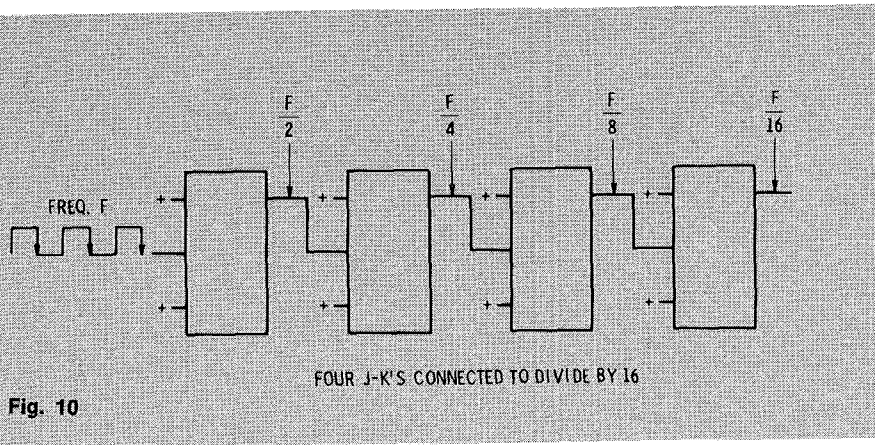 F/2 F/4 F/8 F/16
FREQ. F
+ + + +
+ + + +
FOUR J-K'S CONNECTED TO DIVIDE BY 16
Fig. 10